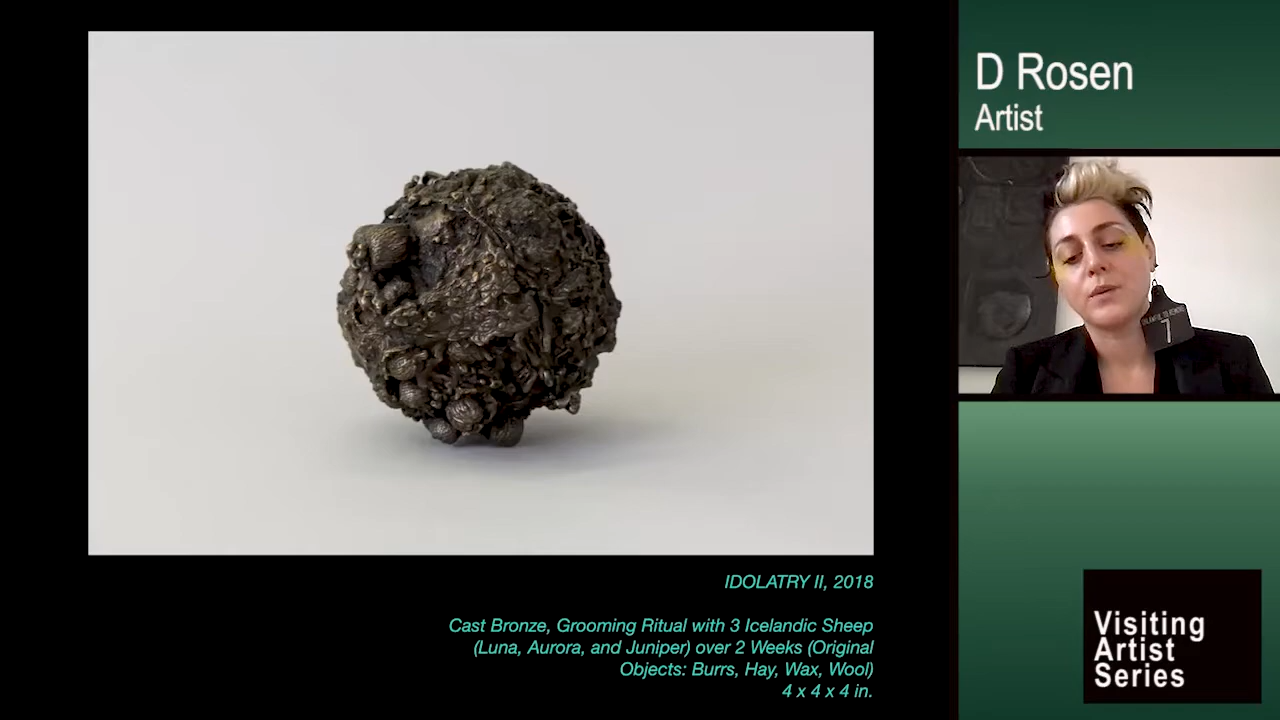 D Rosen
Artist
7
IDOLATRY II, 2018
Cast Bronze, Grooming Ritual with 3 Icelandic Sheep
(Luna, Aurora, and Juniper) over 2 Weeks (Original
Objects: Burrs, Hay, Wax, Wool)
4 x 4 x 4 in.
Visiting
Artist
Series